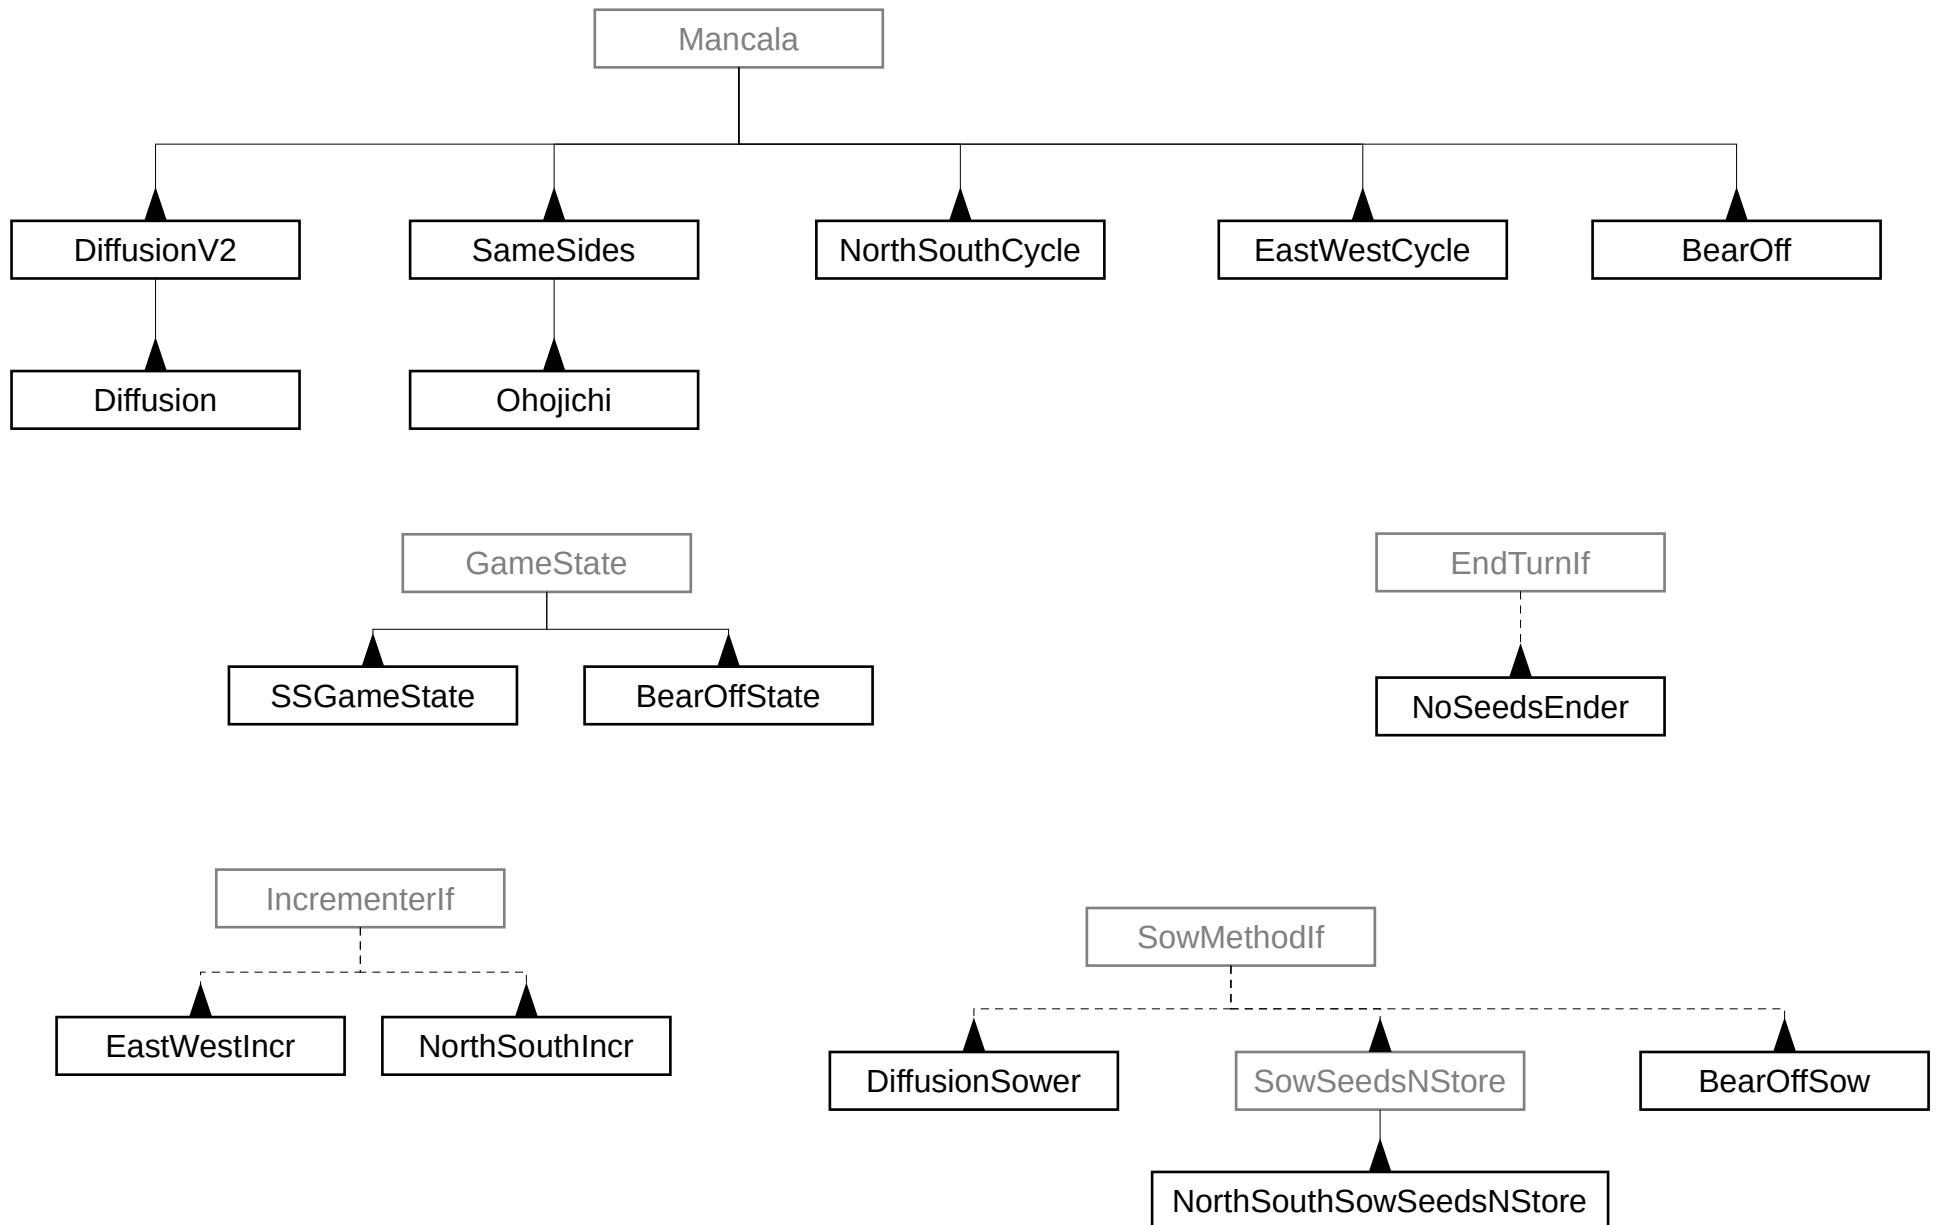 Mancala
DiffusionV2
SameSides
NorthSouthCycle
EastWestCycle
BearOff
Diffusion
Ohojichi
GameState
EndTurnIf
SSGameState
BearOffState
NoSeedsEnder
IncrementerIf
SowMethodIf
EastWestIncr
NorthSouthIncr
DiffusionSower
SowSeedsNStore
BearOffSow
NorthSouthSowSeedsNStore